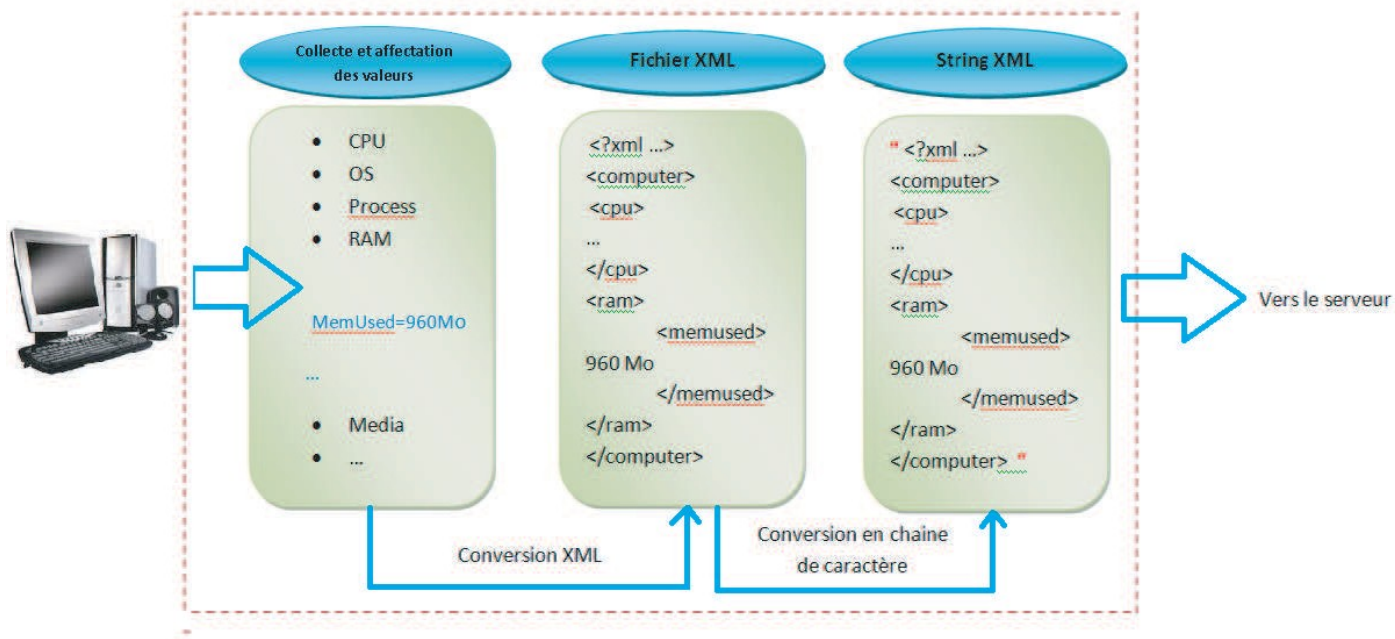 Collecte et affectation
des valeurs
• CPU
• OS
• Process
• RAM
MemUsed=960Mo
...
• Media
• ...
Fichier XML
<?xml ...>
<computer>
<cpu>
...
</cpu>
<ram>
<memused>
960 Mo
</memused>
</ram>
</computer>
String XML
" <?xml ...>
<computer>
<cpu>
...
</cpu>
<ram>
<memused>
960 Mo
</memused>
</ram>
</computer> "
Vers le serveur
Conversion XML
Conversion en chaine
de caractère